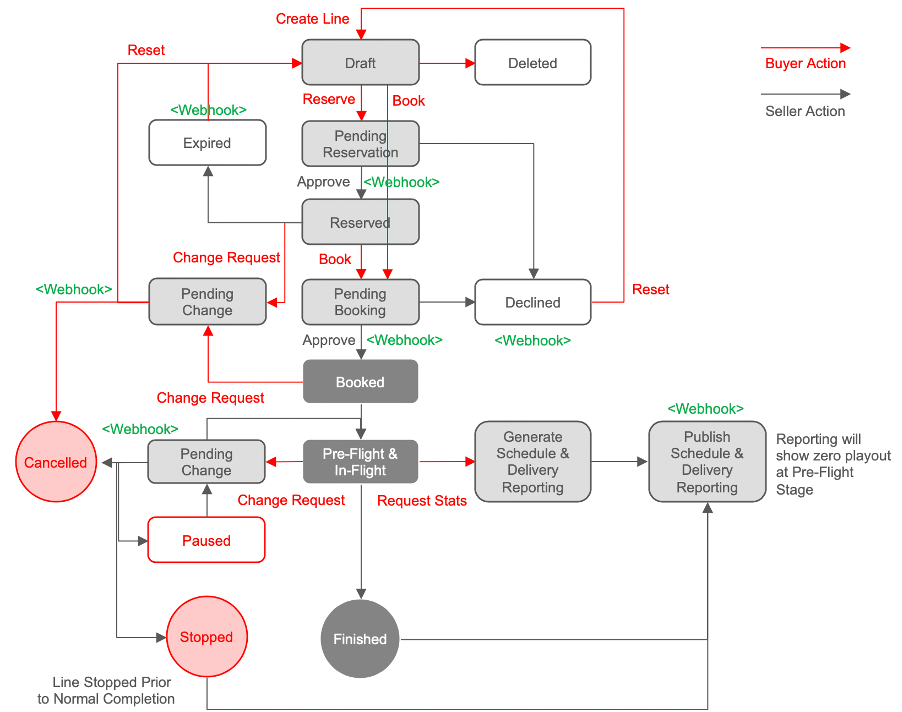 Create Line
Reset
Draft
Deleted
Buyer Action
Reserve
Book
<Webhook>
Seller Action
Expired
Pending
Reservation
Approve
<Webhook>
Reserved
Change Request
Book
<Webhook>
Pending
Change
Pending
Booking
Declined
Reset
Approve
<Webhook>
<Webhook>
Booked
Change Request
<Webhook>
<Webhook>
Cancelled
Pending
Change
Pre-Flight &
In-Flight
Generate
Schedule &
Delivery
Reporting
Publish
Schedule &
Delivery
Reporting
Reporting will
show zero playout
at Pre-Flight
Stage
Change Request
Request Stats
Paused
Stopped
Finished
Line Stopped Prior
to Normal Completion